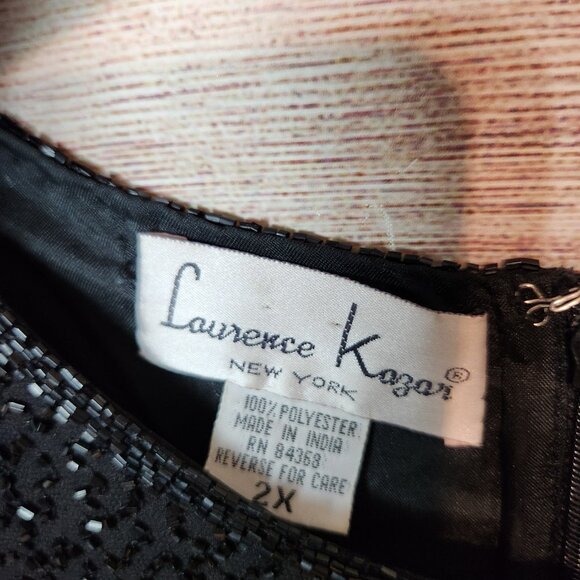 Laurence Kazar®
NEW YORK
100% POLYESTER
MADE IN INDIA
RN 84368
REVERSE FOR CARE
2X